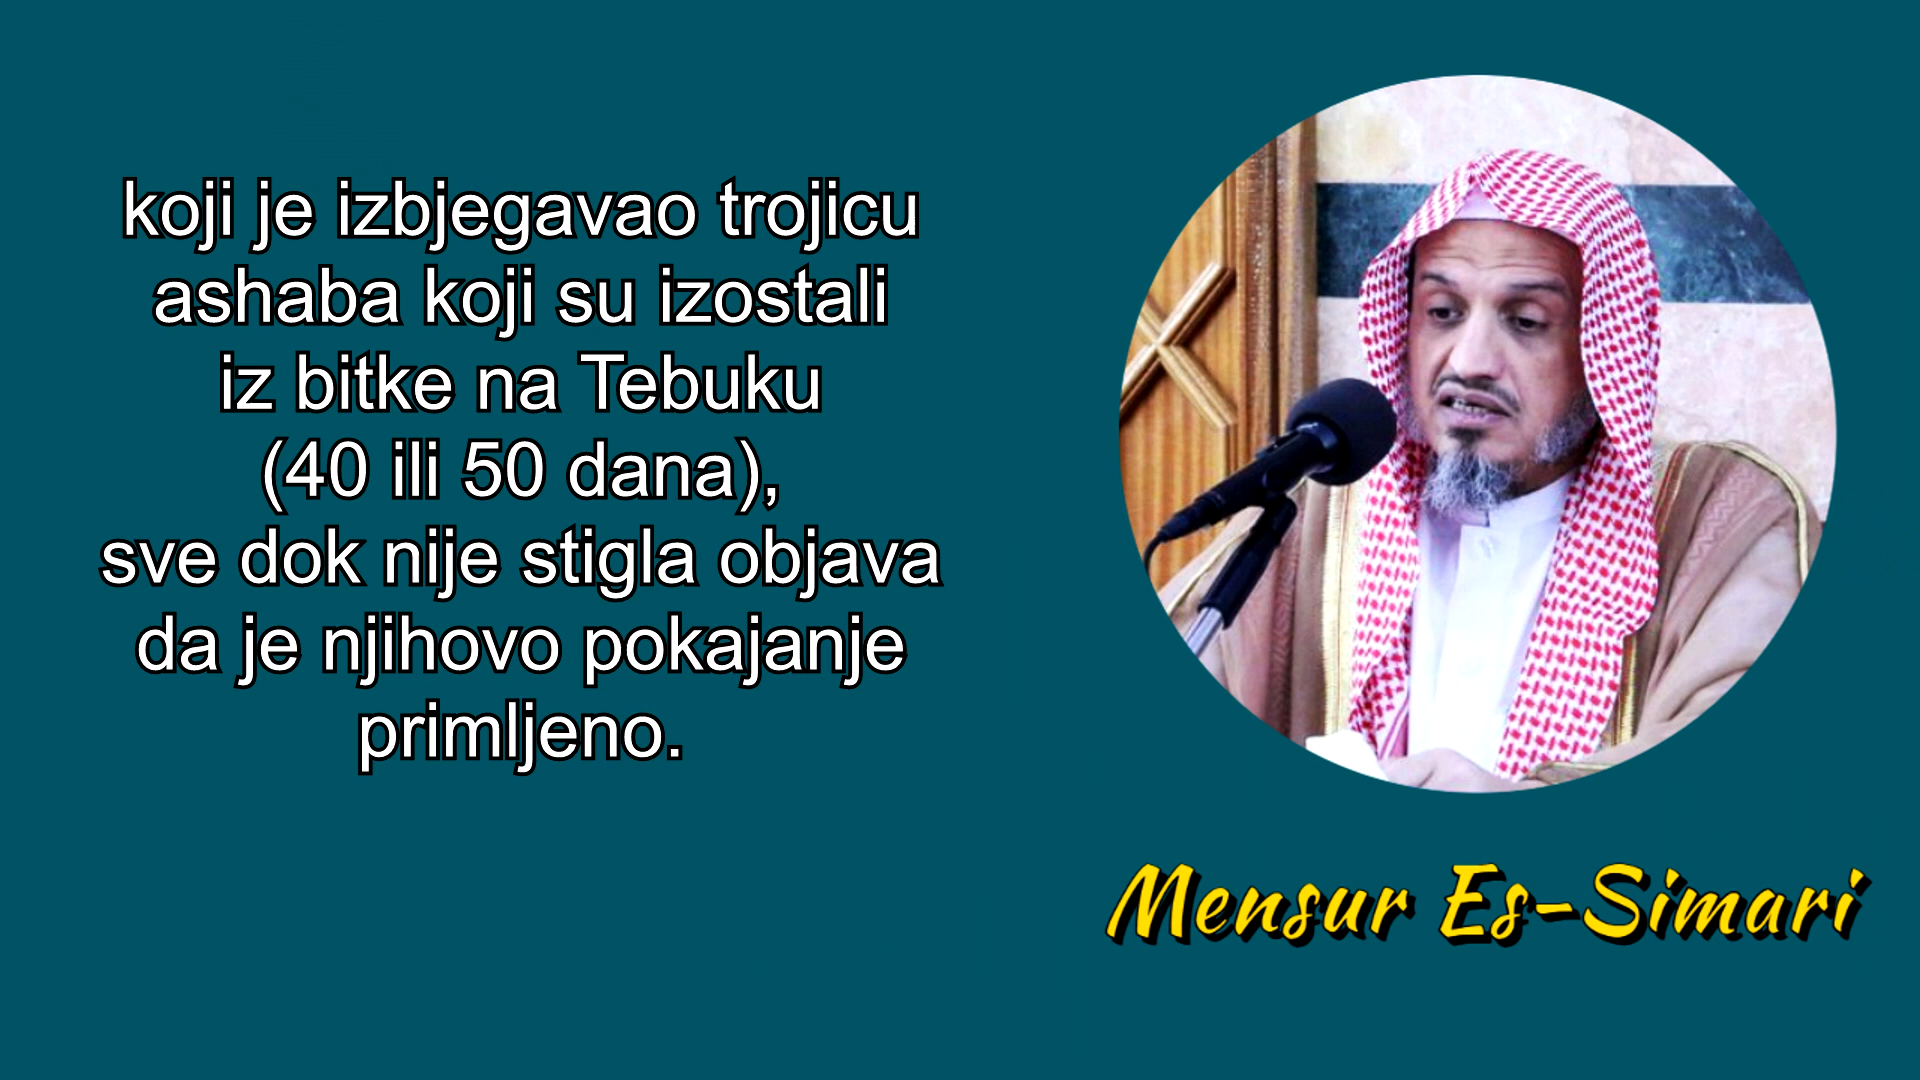 koji je izbjegavao trojicu
ashaba koji su izostali
iz bitke na Tebuku
(40 ili 50 dana),
sve dok nije stigla objava
da je njihovo pokajanje
primljeno.
Mensur Es-Simari